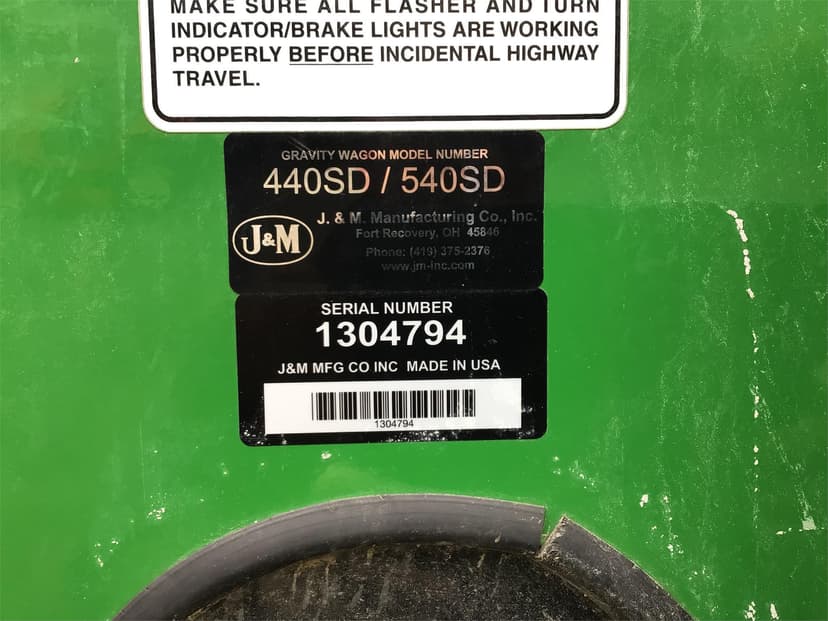 MAKE SURE ALL FLASHER AND TURN
INDICATOR/BRAKE LIGHTS ARE WORKING
PROPERLY BEFORE INCIDENTAL HIGHWAY
TRAVEL.
GRAVITY WAGON MODEL NUMBER
440SD / 540SD
J&M
J. & M. Manufacturing Co., Inc.
Fort Recovery, OH 45846
Phone: (419) 375-2376
www.jm-inc.com
SERIAL NUMBER
1304794
J&M MFG CO INC MADE IN USA
1304794